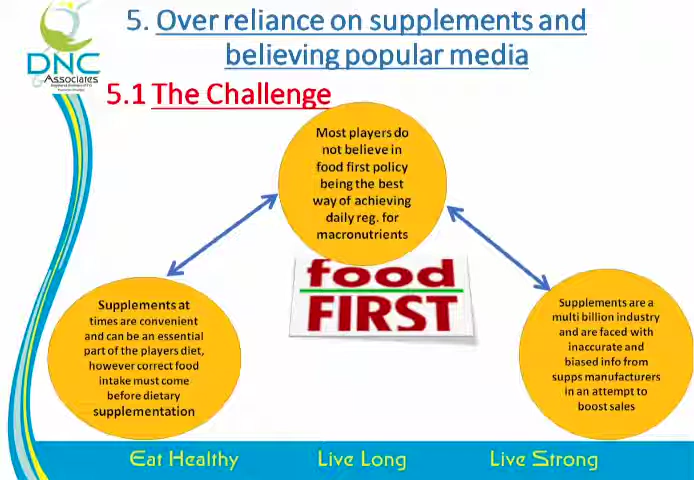 5. Over reliance on supplements and
believing popular media
DNC
& Associates
5.1 The Challenge
Most players do
not believe in
food first policy
being the best
way of achieving
daily reg. for
macronutrients
food
FIRST
Supplements at
times are convenient
and can be an essential
part of the players diet,
however correct food
intake must come
before dietary
supplementation
Supplements are a
multi billion industry
and are faced with
inaccurate and
biased info from
supps manufacturers
in an attempt to
boost sales
Eat Healthy Live Long Live Strong